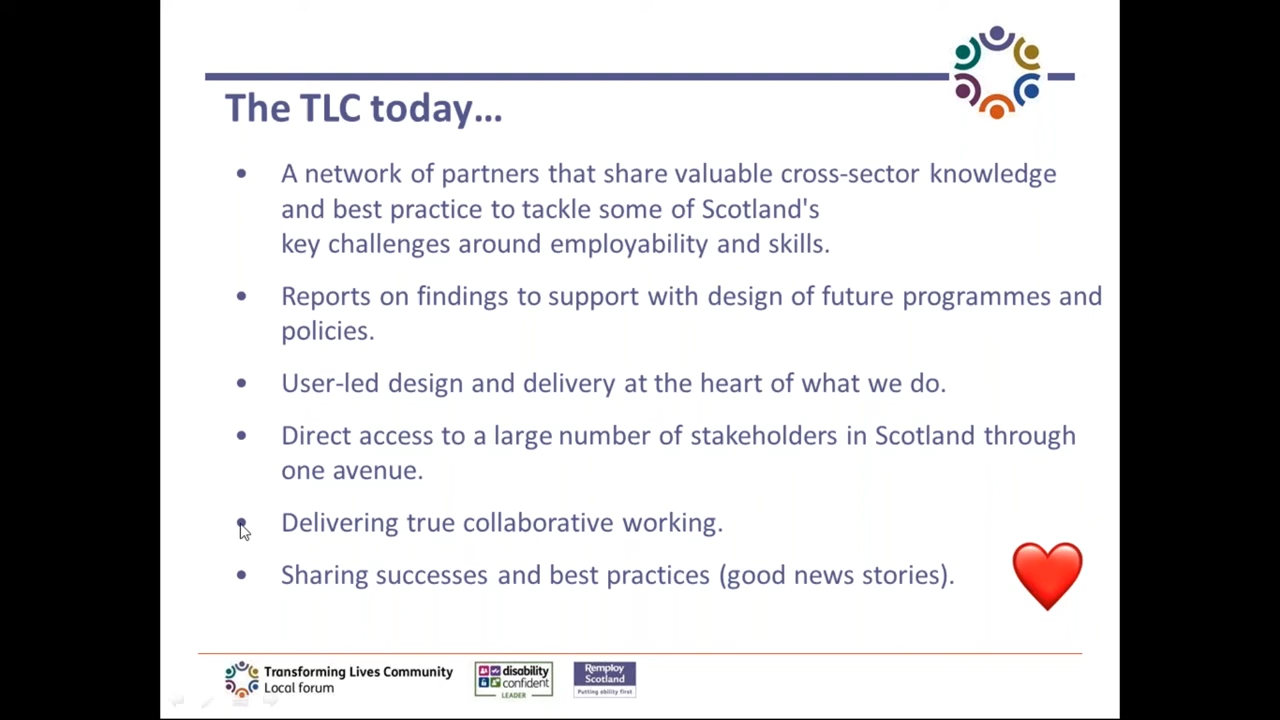 The TLC today...
• A network of partners that share valuable cross-sector knowledge
and best practice to tackle some of Scotland's
key challenges around employability and skills.
• Reports on findings to support with design of future programmes and
policies.
• User-led design and delivery at the heart of what we do.
• Direct access to a large number of stakeholders in Scotland through
one avenue.
• Delivering true collaborative working.
• Sharing successes and best practices (good news stories).
Transforming Lives Community
Local forum
disability
confident
LEADER
Remploy
Scotland
Putting ability first